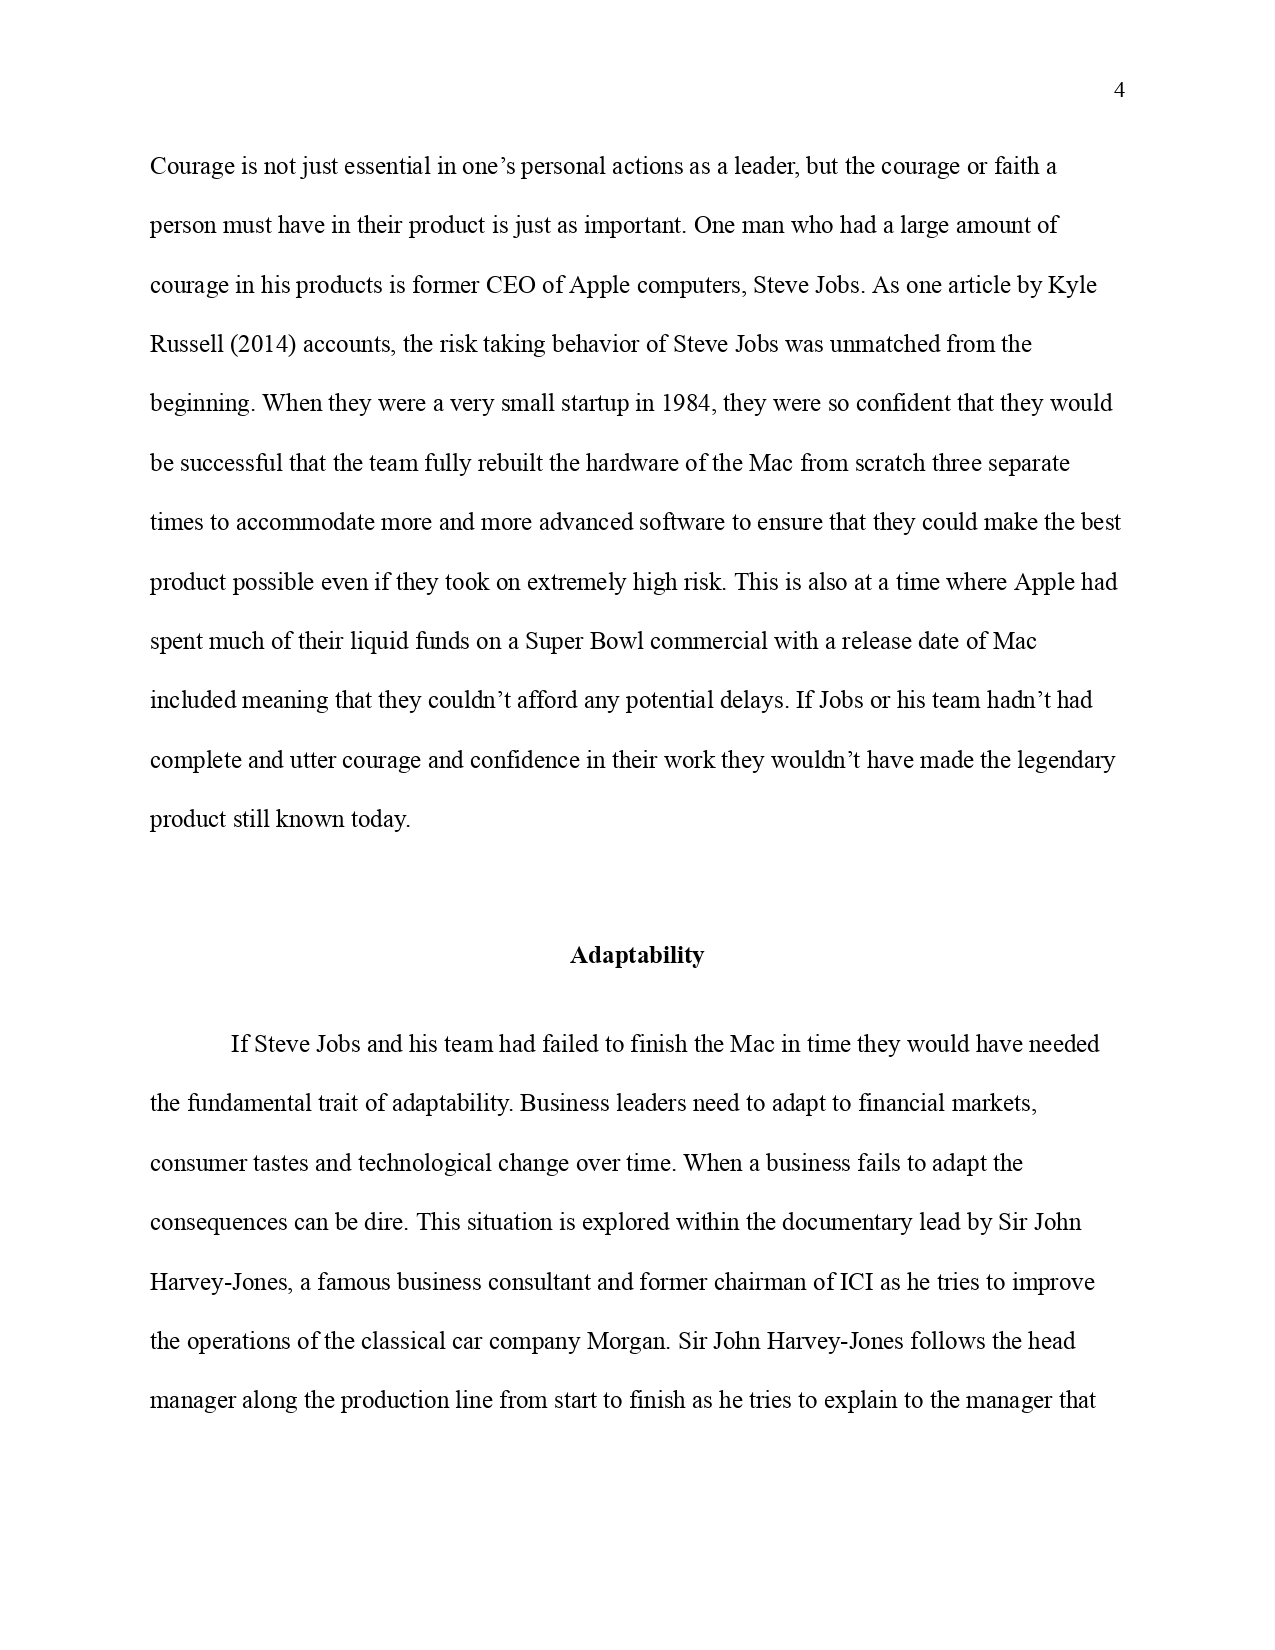 4
Courage is not just essential in one’s personal actions as a leader, but the courage or faith a
person must have in their product is just as important. One man who had a large amount of
courage in his products is former CEO of Apple computers, Steve Jobs. As one article by Kyle
Russell (2014) accounts, the risk taking behavior of Steve Jobs was unmatched from the
beginning. When they were a very small startup in 1984, they were so confident that they would
be successful that the team fully rebuilt the hardware of the Mac from scratch three separate
times to accommodate more and more advanced software to ensure that they could make the best
product possible even if they took on extremely high risk. This is also at a time where Apple had
spent much of their liquid funds on a Super Bowl commercial with a release date of Mac
included meaning that they couldn’t afford any potential delays. If Jobs or his team hadn’t had
complete and utter courage and confidence in their work they wouldn’t have made the legendary
product still known today.
Adaptability
If Steve Jobs and his team had failed to finish the Mac in time they would have needed
the fundamental trait of adaptability. Business leaders need to adapt to financial markets,
consumer tastes and technological change over time. When a business fails to adapt the
consequences can be dire. This situation is explored within the documentary lead by Sir John
Harvey-Jones, a famous business consultant and former chairman of ICI as he tries to improve
the operations of the classical car company Morgan. Sir John Harvey-Jones follows the head
manager along the production line from start to finish as he tries to explain to the manager that